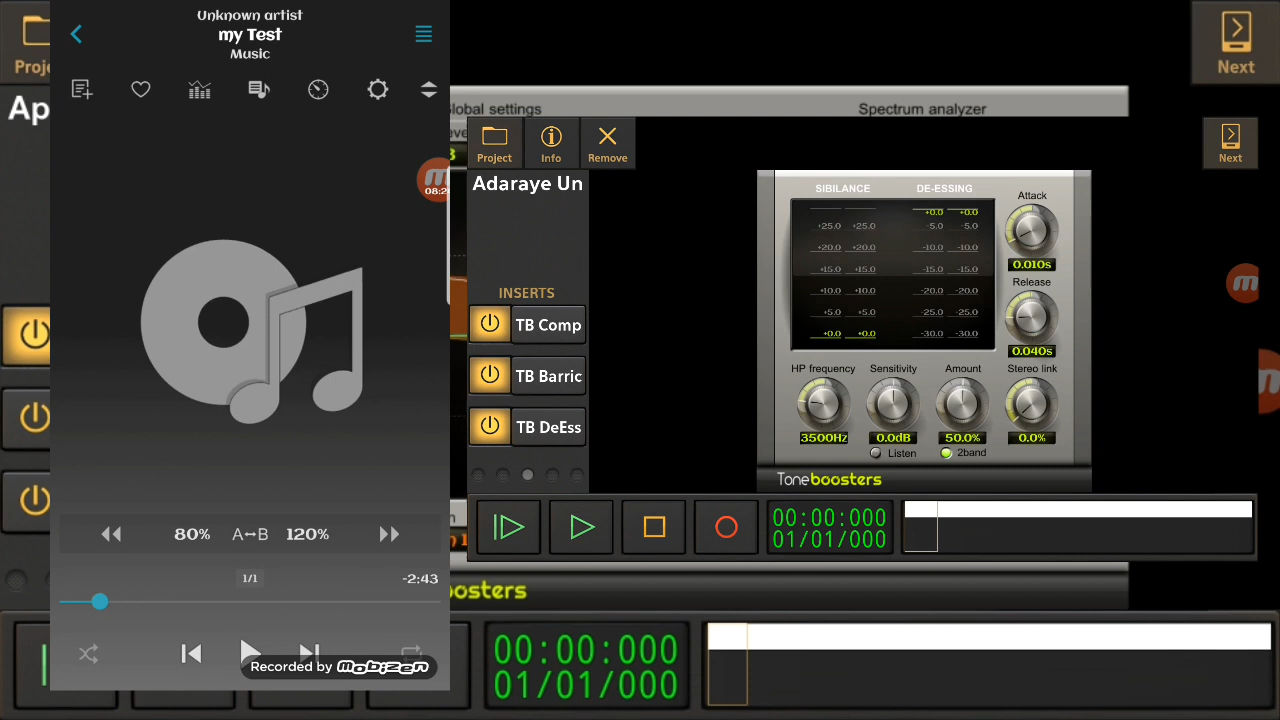 Unknown artist
my Test
Music
80% A↔B 120%
1/1
-2:43
Recorded by mobizen
08:2
Global settings
Spectrum analyzer
Next
Project
Info
Remove
Next
Adaraye Un
INSERTS
TB Comp
TB Barric
TB DeEss
SIBILANCE DE-ESSING
+0.0 +0.0
+25.0 +25.0 -5.0 -5.0
+20.0 +20.0 -10.0 -10.0
+15.0 +15.0 -15.0 -15.0
+10.0 +10.0 -20.0 -20.0
+5.0 +5.0 -25.0 -25.0
+0.0 +0.0 -30.0 -30.0
Attack
0.010s
Release
0.040s
HP frequency Sensitivity Amount Stereo link
3500Hz 0.0dB 50.0% 0.0%
Listen 2band
Toneboosters
00:00:000
01/01/000
oosters
00:00:000
01/01/000